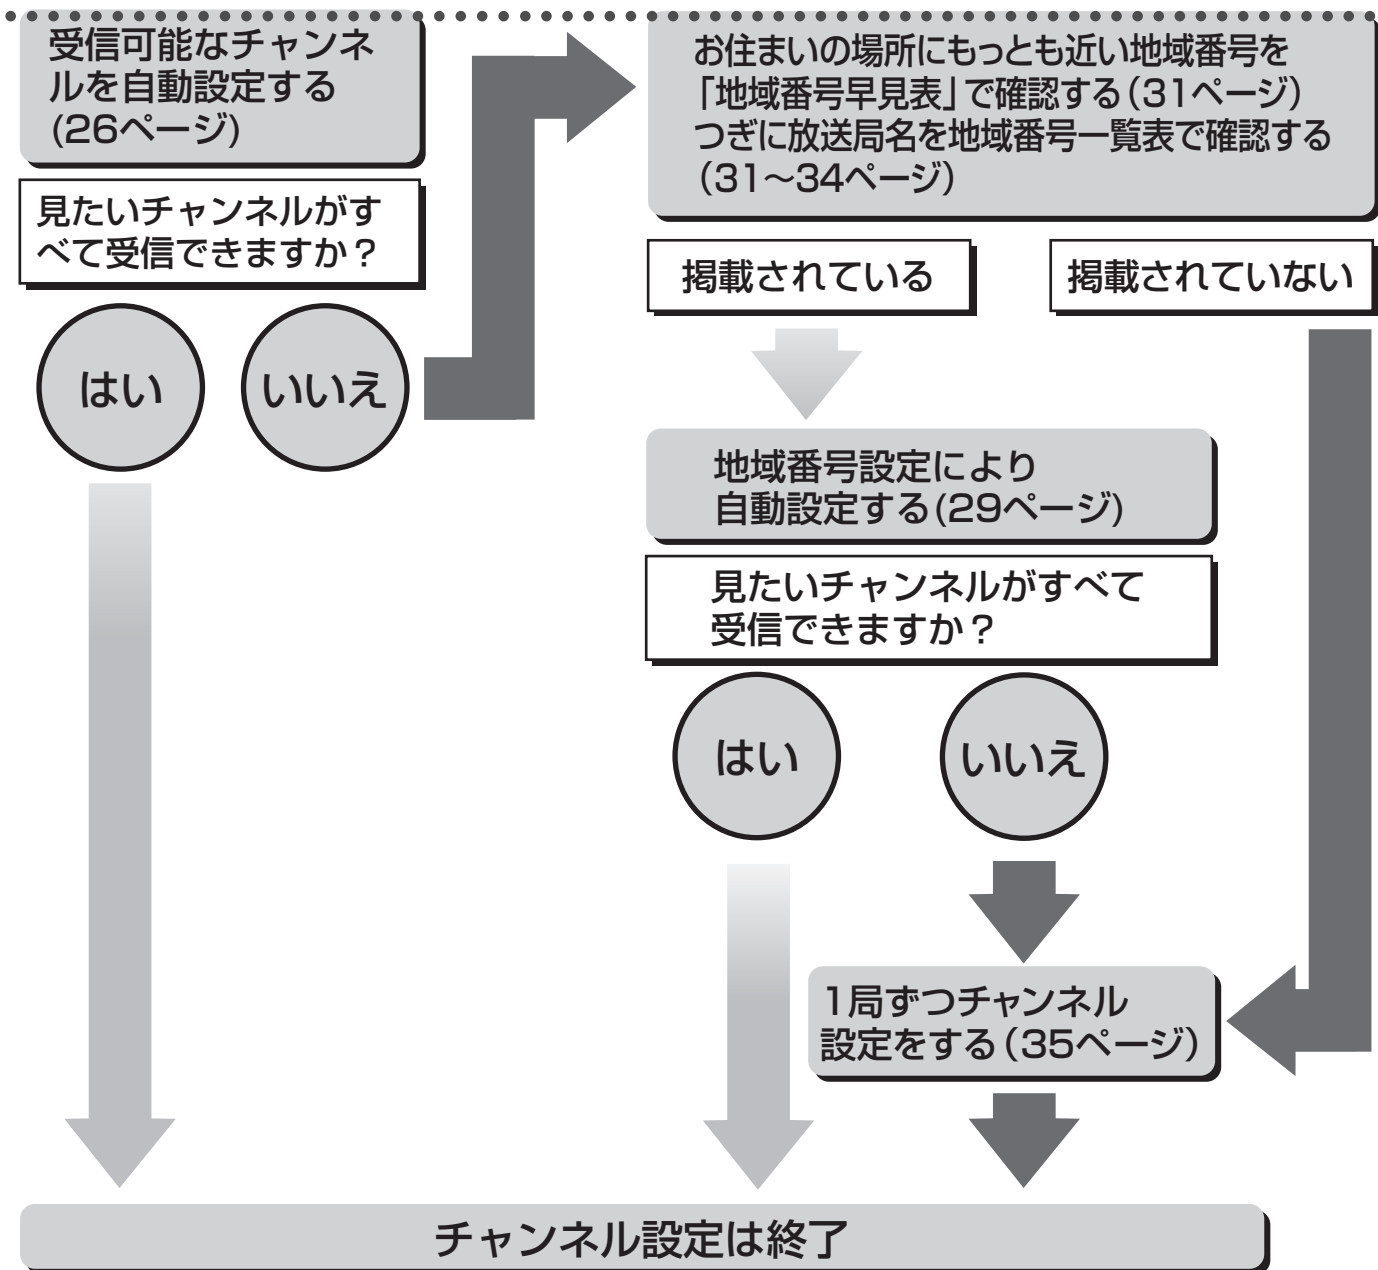 受信可能なチャンネ
ルを自動設定する
(26ページ)
見たいチャンネルがす
べて受信できますか？
はい
いいえ
お住まいの場所にもっとも近い地域番号を
「地域番号早見表」で確認する（31ページ）
つぎに放送局名を地域番号一覧表で確認する
（31～34ページ）
掲載されている
掲載されていない
地域番号設定により
自動設定する(29ページ)
見たいチャンネルがすべて
受信できますか？
はい
いいえ
1局ずつチャンネル
設定をする（35ページ）
チャンネル設定は終了